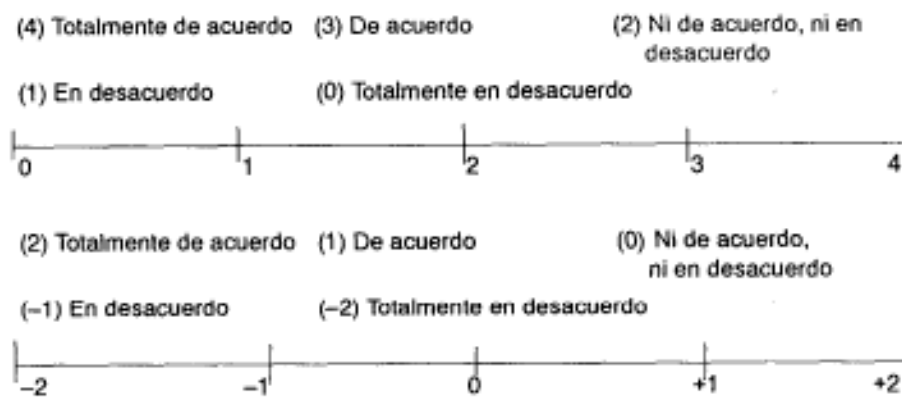 (4) Totalmente de acuerdo (3) De acuerdo (2) Ni de acuerdo, ni en
desacuerdo
(1) En desacuerdo (0) Totalmente en desacuerdo
0 1 2 3 4
(2) Totalmente de acuerdo (1) De acuerdo (0) Ni de acuerdo,
ni en desacuerdo
(–1) En desacuerdo (–2) Totalmente en desacuerdo
–2 –1 0 +1 +2